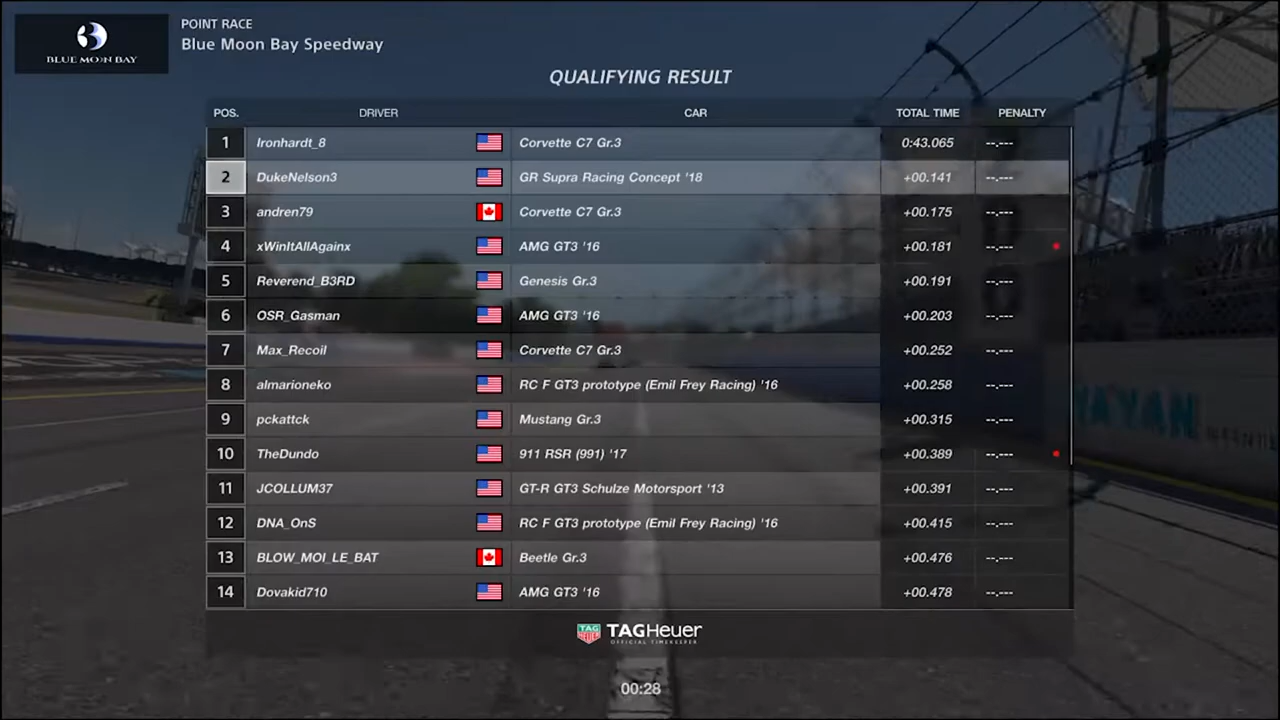 POINT RACE
BLUE MOON BAY
Blue Moon Bay Speedway
QUALIFYING RESULT
POS. DRIVER CAR TOTAL TIME PENALTY
1 Ironhardt_8 Corvette C7 Gr.3 0:43.065 --.---
2 DukeNelson3 GR Supra Racing Concept '18 +00.141 --.---
3 andren79 Corvette C7 Gr.3 +00.175 --.---
4 xWinItAllAgainx AMG GT3 '16 +00.181 --.---
5 Reverend_B3RD Genesis Gr.3 +00.191 --.---
6 OSR_Gasman AMG GT3 '16 +00.203 --.---
7 Max_Recoil Corvette C7 Gr.3 +00.252 --.---
8 almarioneko RC F GT3 prototype (Emil Frey Racing) '16 +00.258 --.---
9 pckattck Mustang Gr.3 +00.315 --.---
10 TheDundo 911 RSR (991) '17 +00.389 --.---
11 JCOLLUM37 GT-R GT3 Schulze Motorsport '13 +00.391 --.---
12 DNA_OnS RC F GT3 prototype (Emil Frey Racing) '16 +00.415 --.---
13 BLOW_MOI_LE_BAT Beetle Gr.3 +00.476 --.---
14 Dovakid710 AMG GT3 '16 +00.478 --.---
TAG HEUER TAGHeuer
OFFICIAL TIMEKEEPER
00:28